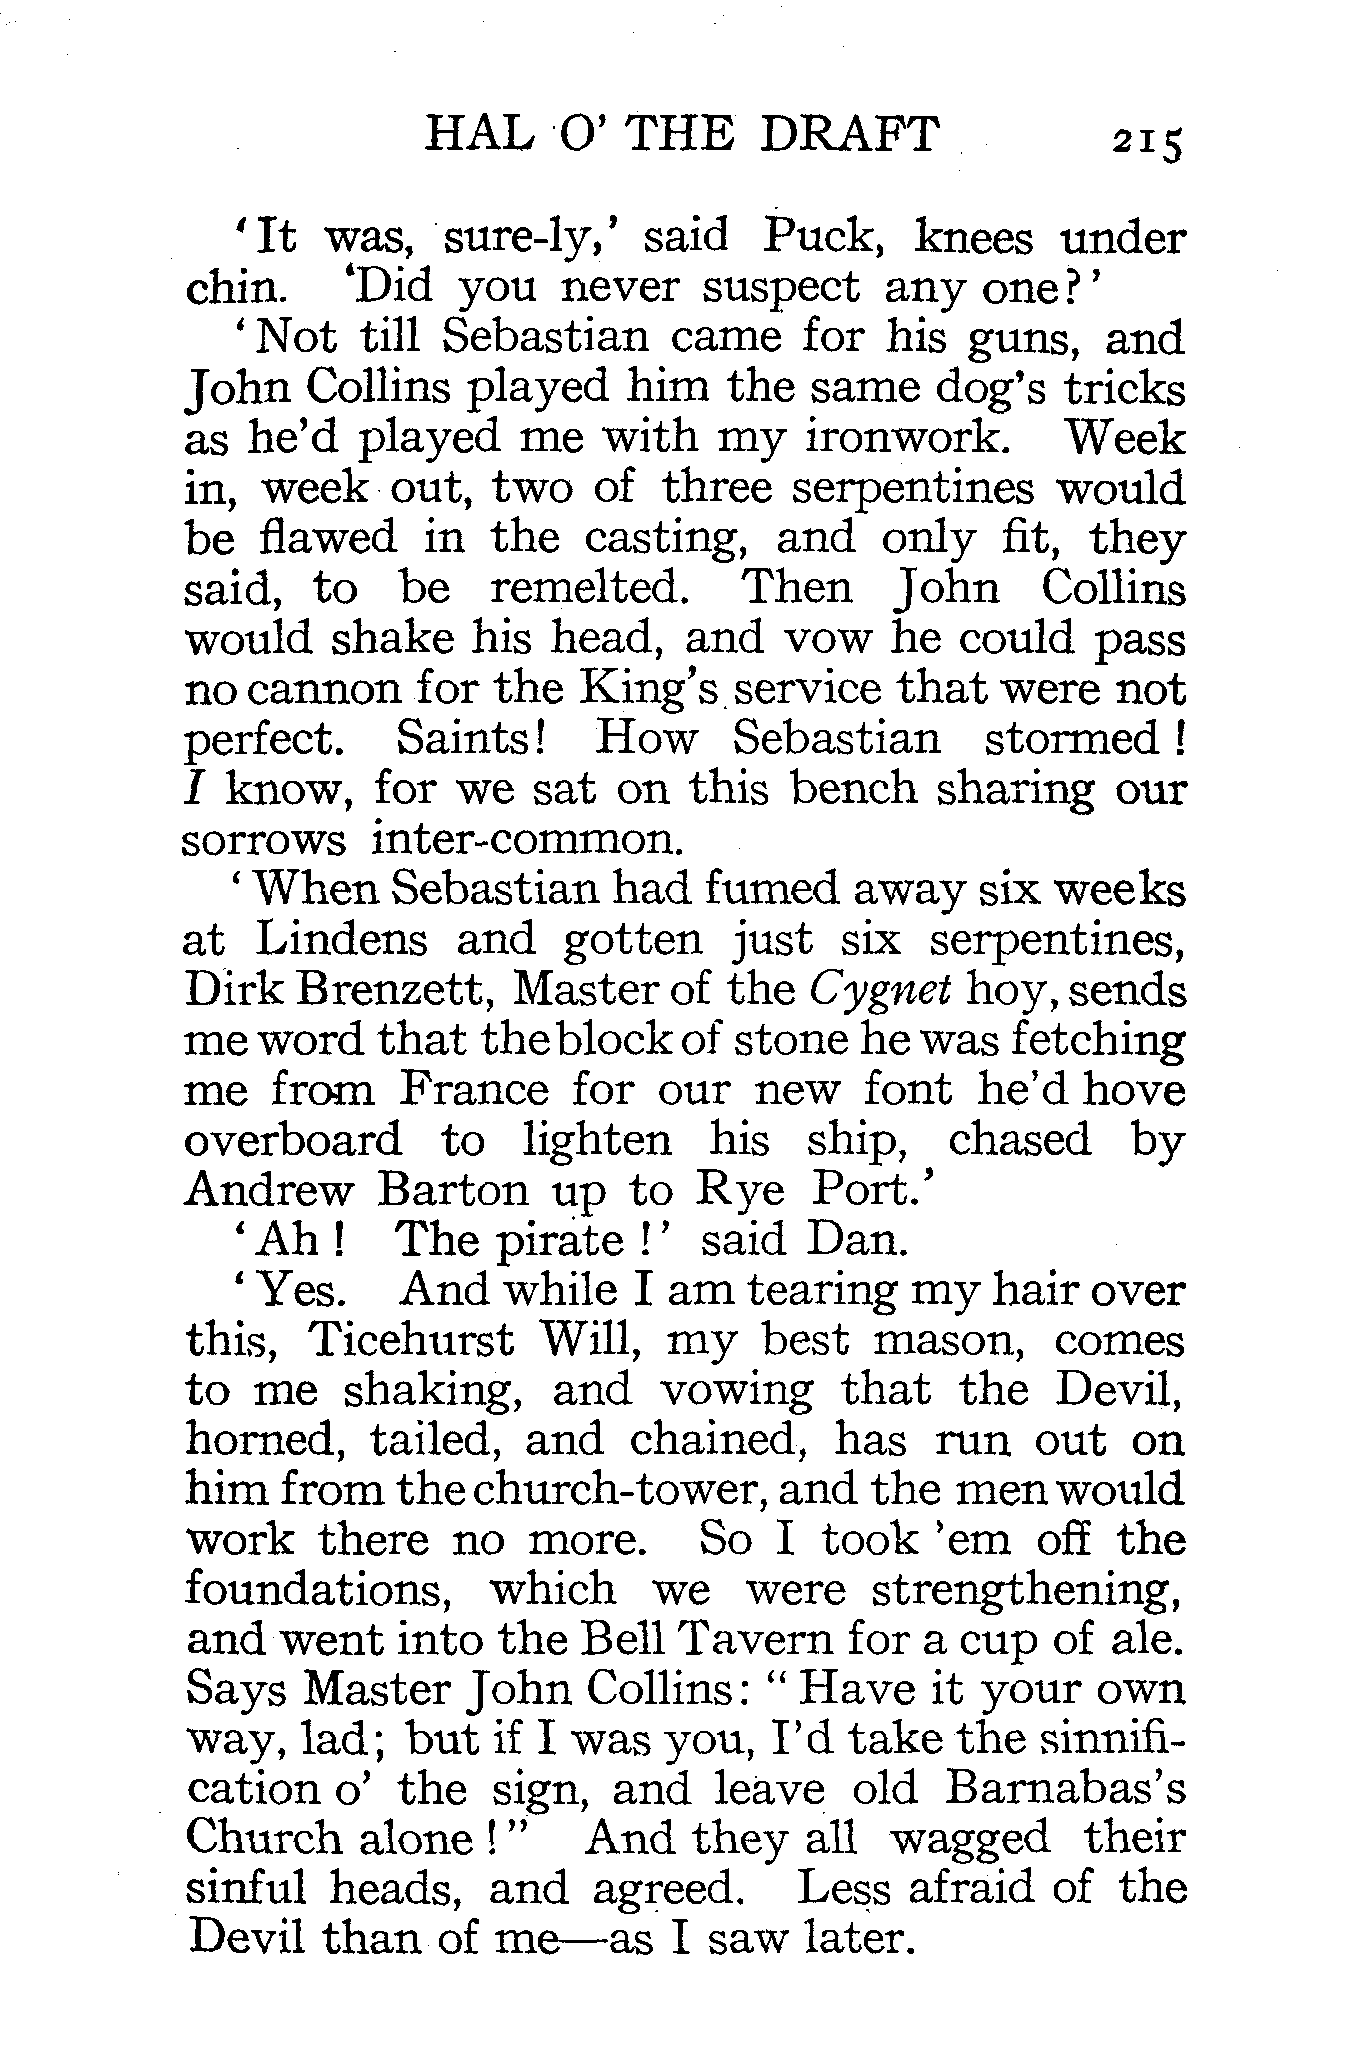 HAL O' THE DRAFT 215
'It was, sure-ly,' said Puck, knees under
chin. 'Did you never suspect any one?'
'Not till Sebastian came for his guns, and
John Collins played him the same dog's tricks
as he'd played me with my ironwork. Week
in, week out, two of three serpentines would
be flawed in the casting, and only fit, they
said, to be remelted. Then John Collins
would shake his head, and vow he could pass
no cannon for the King's service that were not
perfect. Saints! How Sebastian stormed!
I know, for we sat on this bench sharing our
sorrows inter-common.
'When Sebastian had fumed away six weeks
at Lindens and gotten just six serpentines,
Dirk Brenzett, Master of the Cygnet hoy, sends
me word that the block of stone he was fetching
me from France for our new font he'd hove
overboard to lighten his ship, chased by
Andrew Barton up to Rye Port.'
'Ah! The pirate!' said Dan.
'Yes. And while I am tearing my hair over
this, Ticehurst Will, my best mason, comes
to me shaking, and vowing that the Devil,
horned, tailed, and chained, has run out on
him from the church-tower, and the men would
work there no more. So I took 'em off the
foundations, which we were strengthening,
and went into the Bell Tavern for a cup of ale.
Says Master John Collins: "Have it your own
way, lad; but if I was you, I'd take the sinnifi-
cation o' the sign, and leave old Barnabas's
Church alone!" And they all wagged their
sinful heads, and agreed. Less afraid of the
Devil than of me—as I saw later.